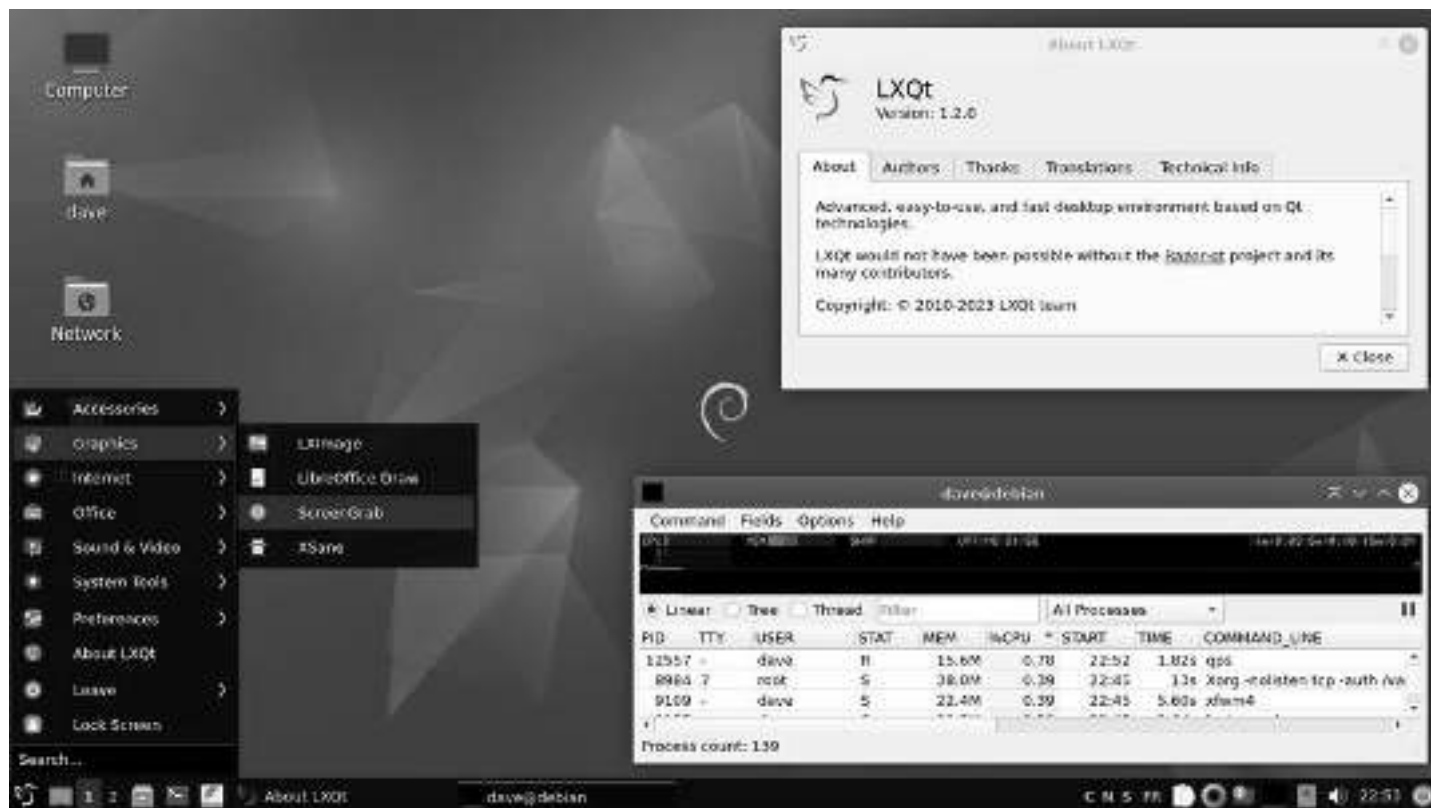 Computer
dave
Network
About LXQt
LXQt
Version: 1.2.0
About Authors Thanks Translations Technical Info
Advanced, easy-to-use, and fast desktop environment based on Qt
technologies.
LXQt would not have been possible without the Razor-qt project and its
many contributors.
Copyright: © 2010-2023 LXQt team
Close
Accessories
Graphics
Internet
Office
Sound & Video
System Tools
Preferences
About LXQt
Leave
Lock Screen
Search...
LXImage
LibreOffice Draw
ScreenGrab
XSane
dave@debian
Command Fields Options Help
Linear Tree Thread Filter All Processes
PID TTY USER STAT MEM %CPU START TIME COMMAND_LINE
12557 - dave R 15.6M 0.78 22:52 1.82s qps
8984 7 root S 38.0M 0.39 22:45 13s Xorg -nolisten tcp -auth /va
9109 - dave S 22.4M 0.39 22:45 5.60s xfwm4
Process count: 139
1 2 About LXQt dave@debian C N S FR 22:53